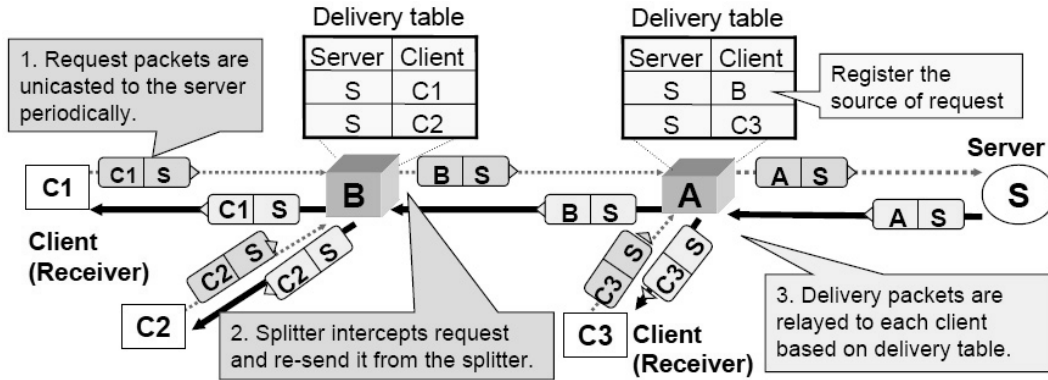 Delivery table
Server Client
S C1
S C2
Delivery table
Server Client
S B
S C3
1. Request packets are
unicasted to the server
periodically.
Register the
source of request
Server
C1
C1 S
B
B S
A
A S
S
C1 S
B S
A S
Client
(Receiver)
C2 S
C2 S
C3 S
C3 S
C2
2. Splitter intercepts request
and re-send it from the splitter.
C3
Client
(Receiver)
3. Delivery packets are
relayed to each client
based on delivery table.